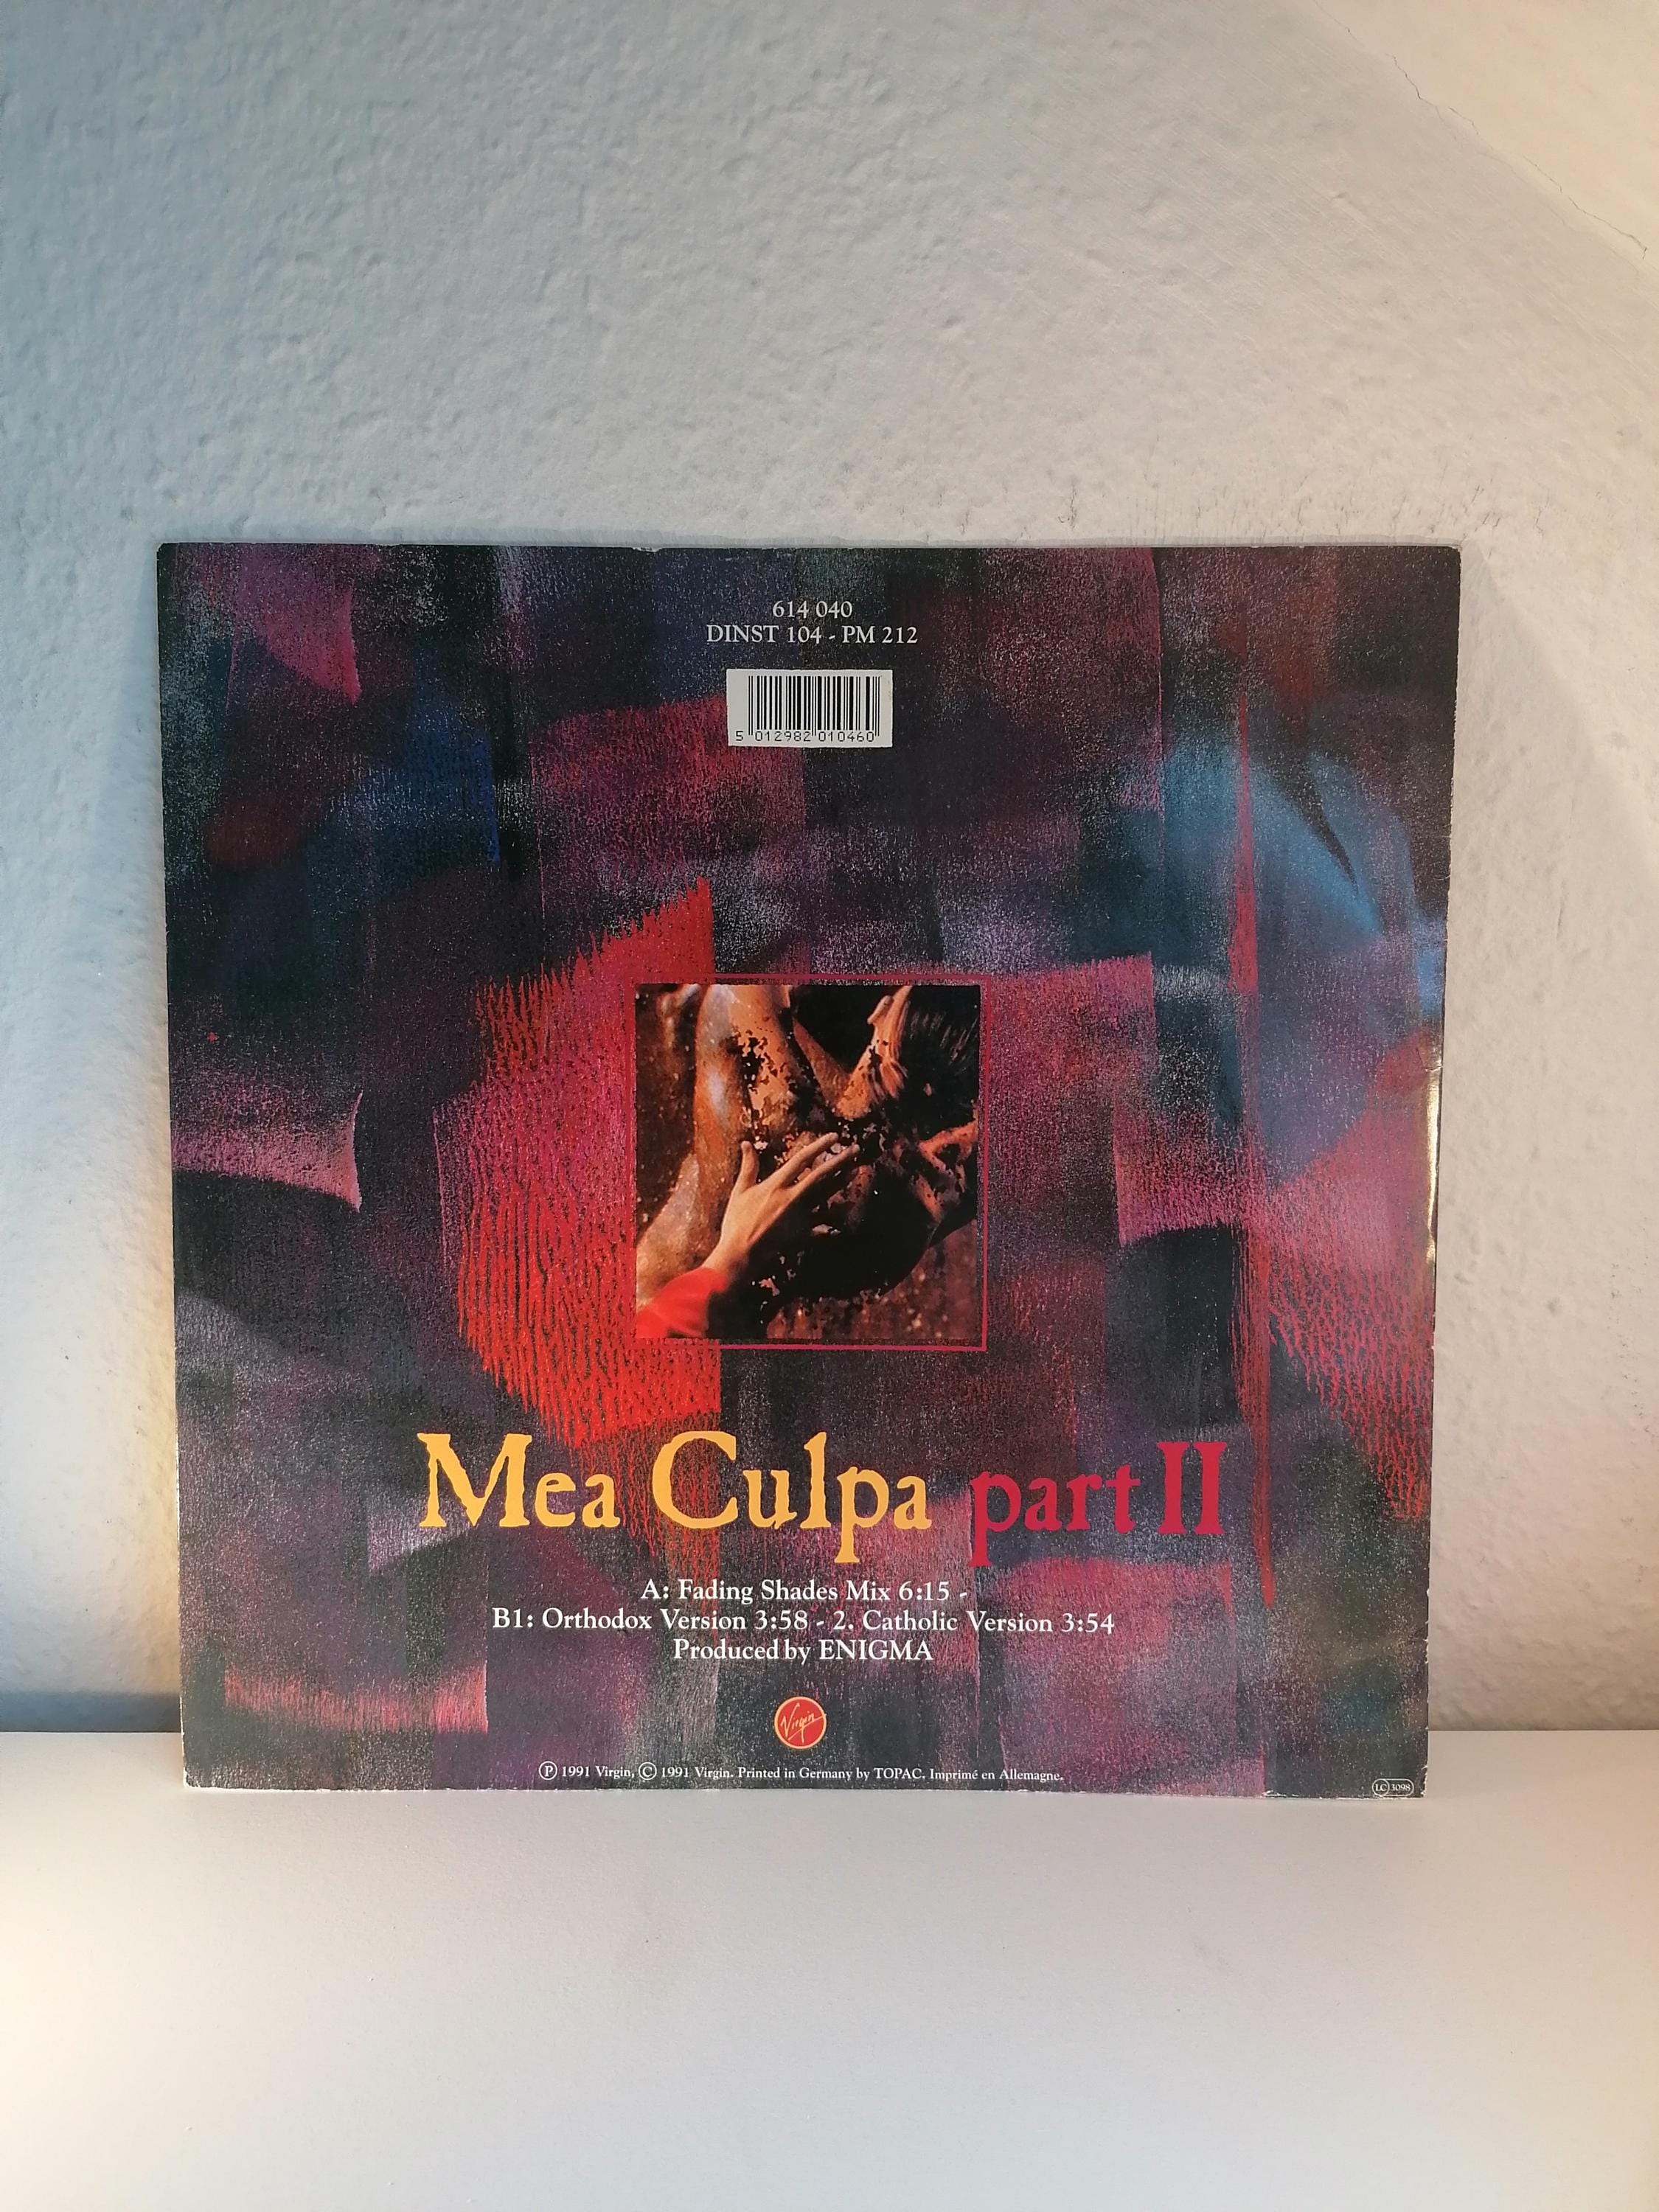 614 040
DINST 104 - PM 212
5 012982 010460
Mea Culpa part II
A: Fading Shades Mix 6:15 -
B1: Orthodox Version 3:58 - 2. Catholic Version 3:54
Produced by ENIGMA
Virgin
Ⓟ 1991 Virgin, Ⓒ 1991 Virgin. Printed in Germany by TOPAC. Imprimé en Allemagne.
LC 3098